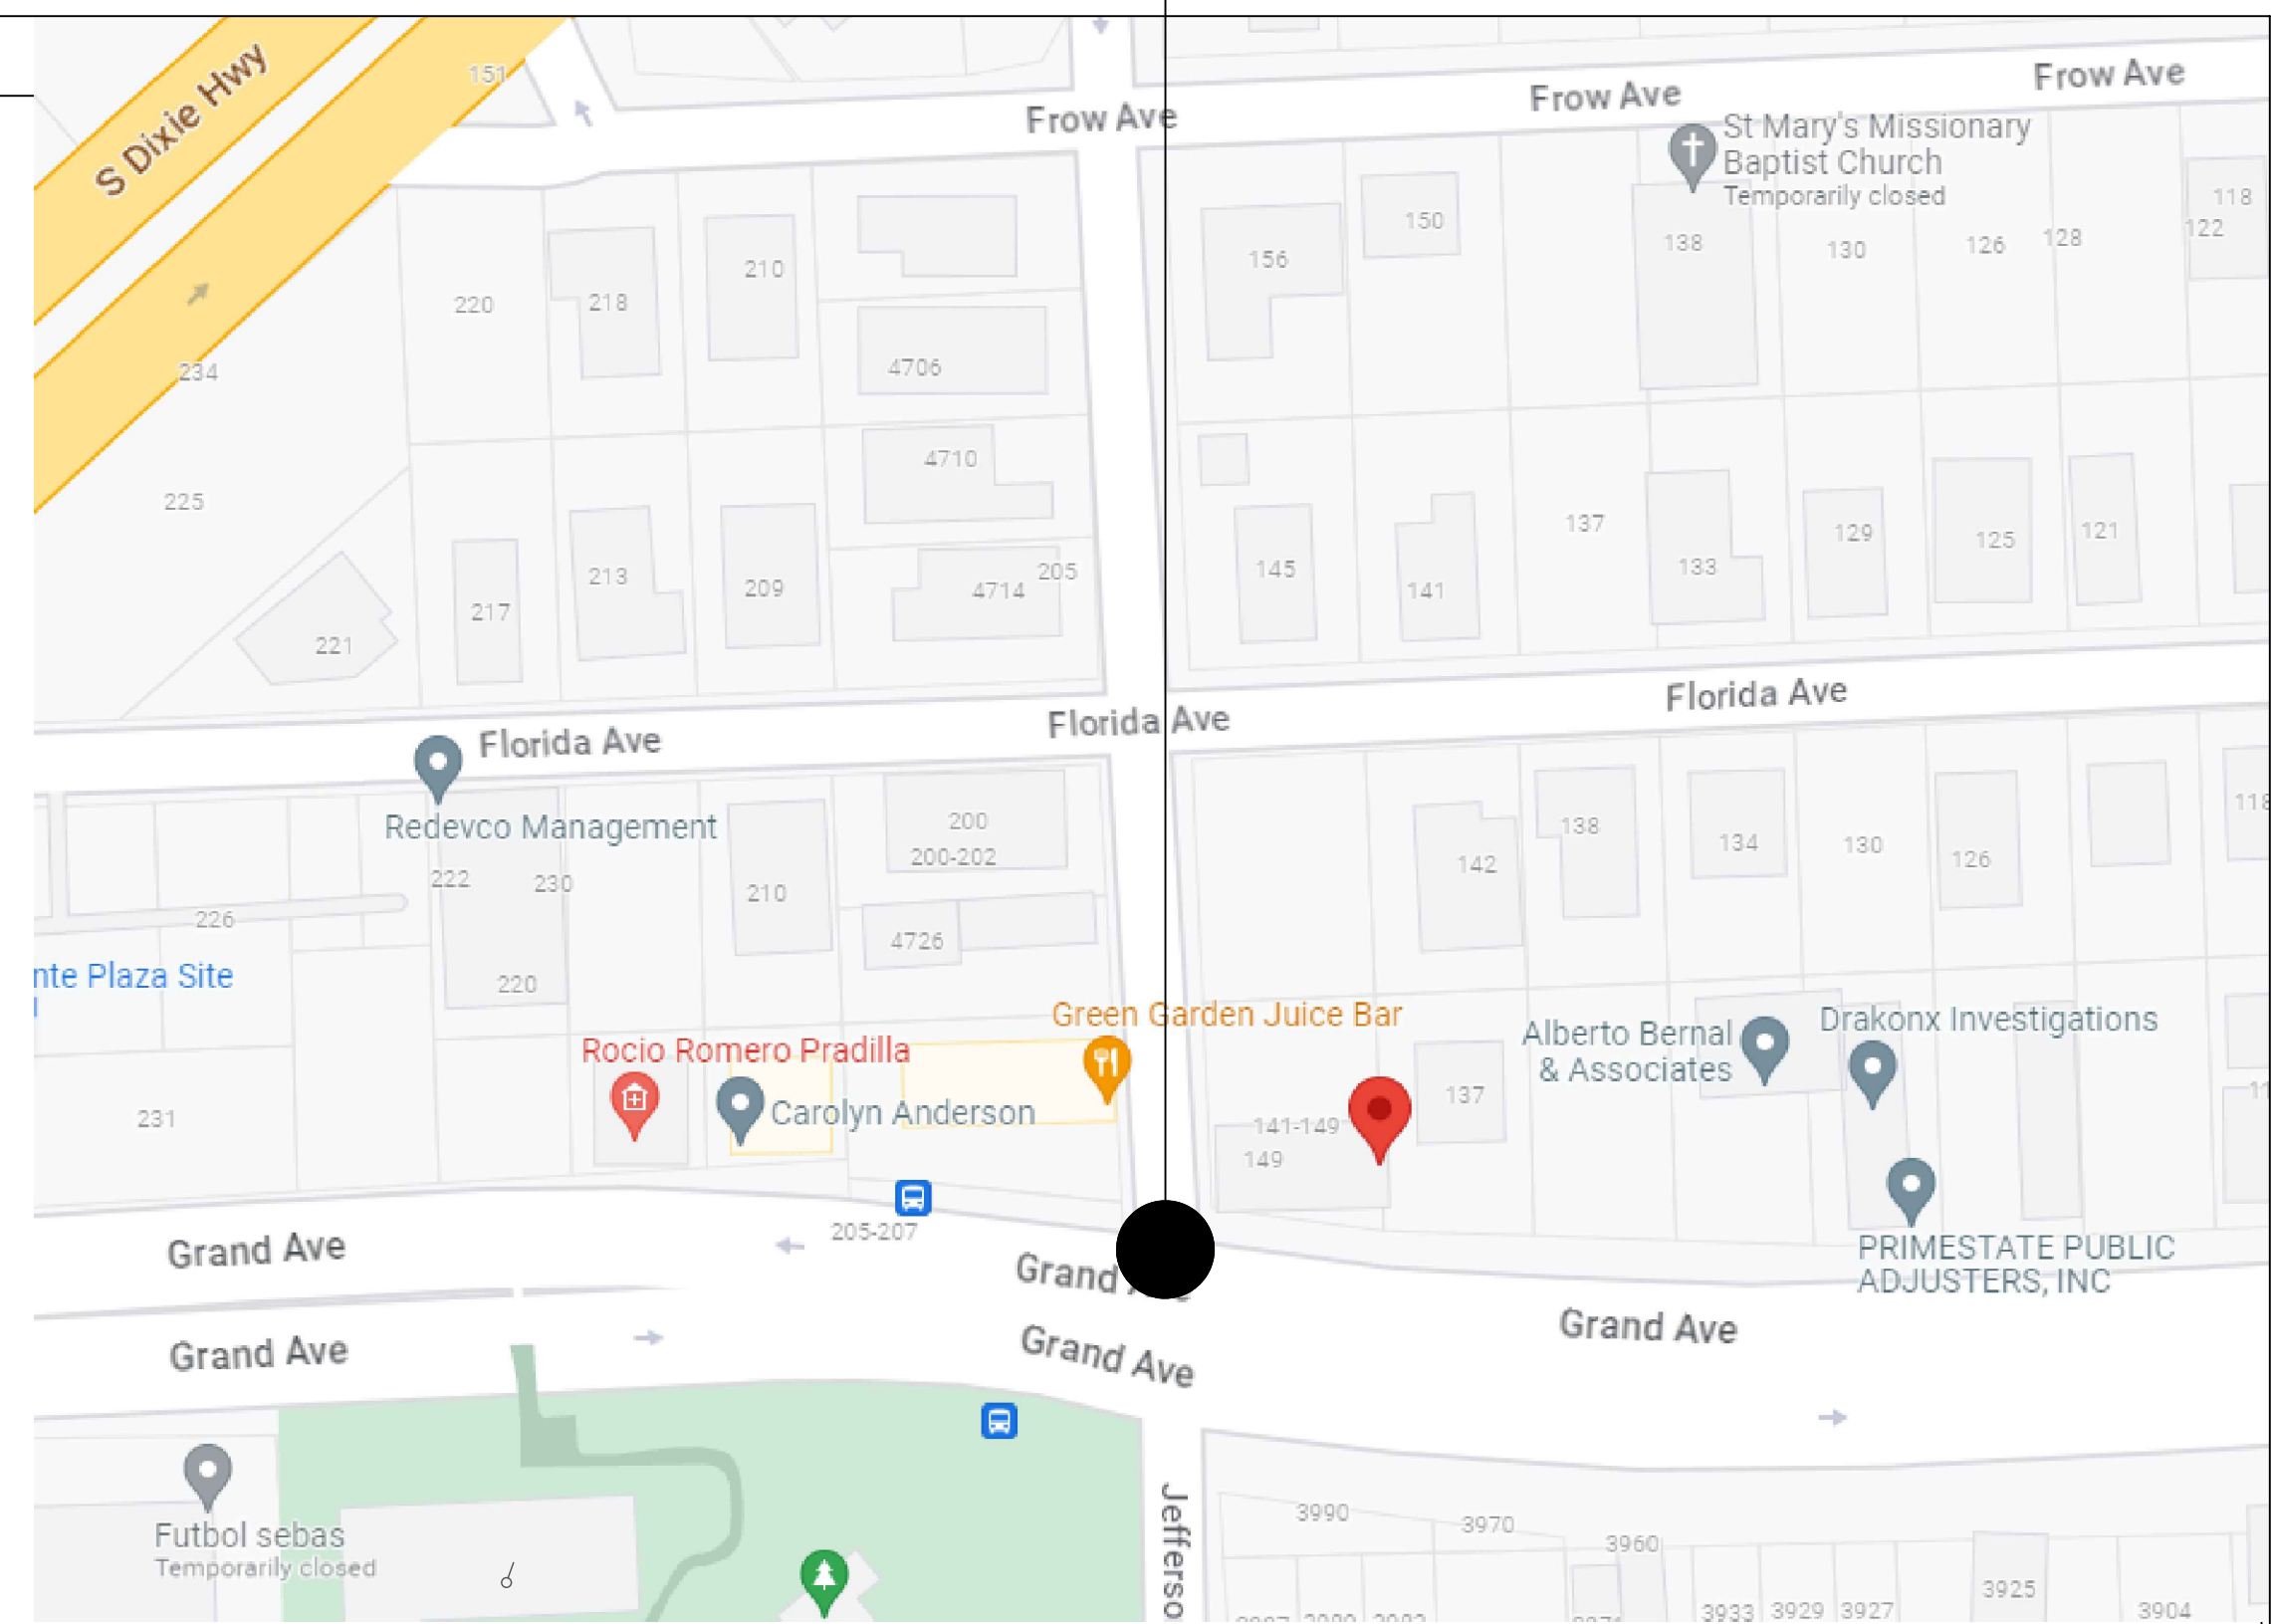 S Dixie Hwy
151
Frow Ave
Frow Ave
Frow Ave
St Mary's Missionary
Baptist Church
Temporarily closed
220
218
210
156
150
138
130
126
128
118
122
234
4706
225
4710
4714
205
221
217
213
209
145
141
137
133
129
125
121
Florida Ave
Florida Ave
Florida Ave
Redevco Management
222
230
210
200
200-202
142
138
134
130
126
118
226
4726
nte Plaza Site
220
Green Garden Juice Bar
Rocio Romero Pradilla
Carolyn Anderson
Alberto Bernal
& Associates
Drakonx Investigations
231
141-149
149
137
11
205-207
Grand Ave
Grand
PRIMESTATE PUBLIC
ADJUSTERS, INC
Grand Ave
Grand Ave
Grand Ave
Futbol sebas
Temporarily closed
Jefferso
3990
3970
3960
3925
3933
3929
3927
3904